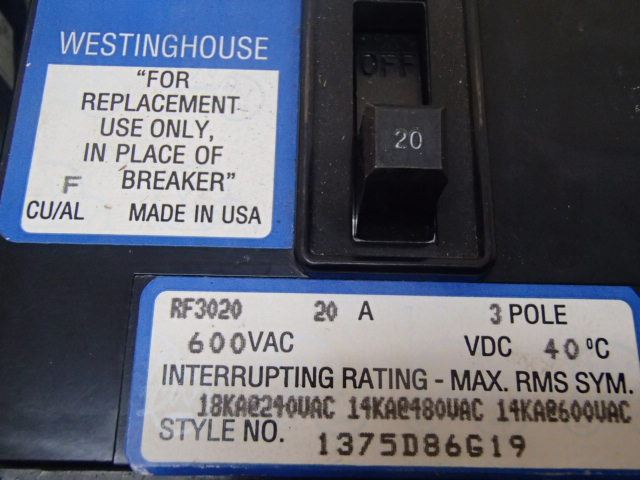 WESTINGHOUSE
"FOR
REPLACEMENT
USE ONLY,
IN PLACE OF
F BREAKER"
CU/AL MADE IN USA
OFF
20
RF3020 20 A 3 POLE
600VAC VDC 40 °C
INTERRUPTING RATING - MAX. RMS SYM.
18KA@240VAC 14KA@480VAC 14KA@600VAC
STYLE NO. 1375D86G19